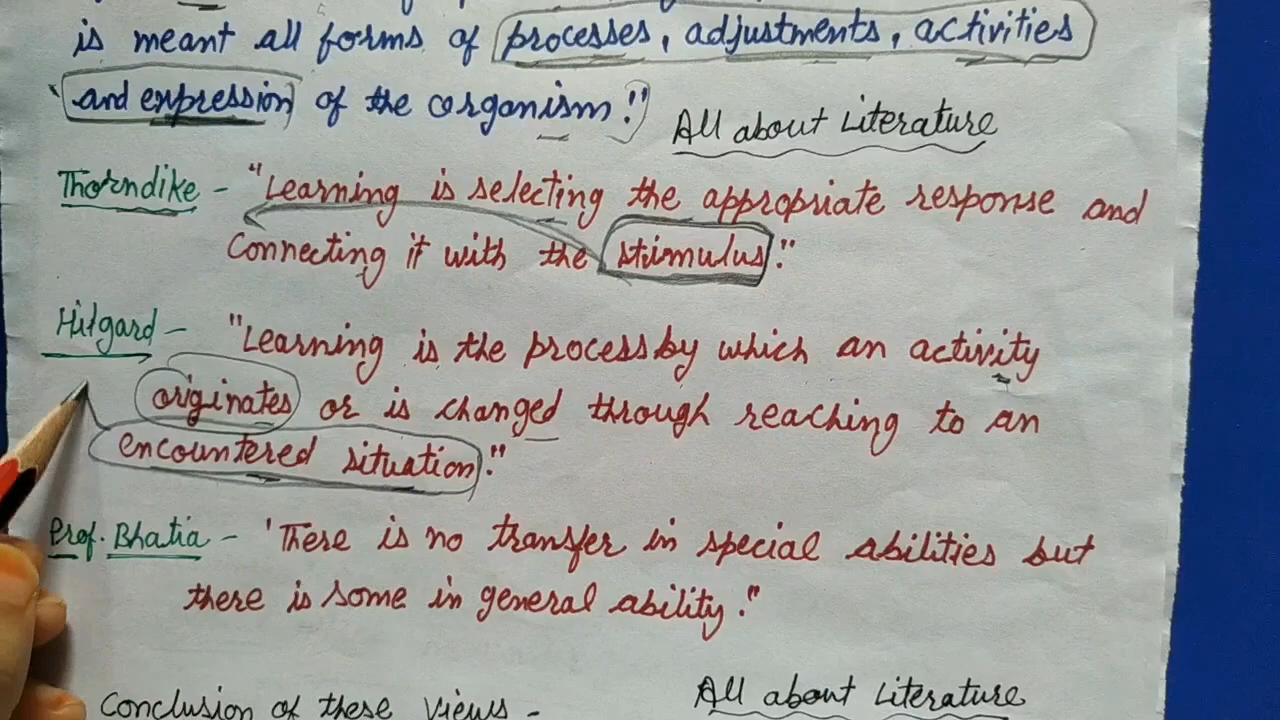 is meant all forms of processes, adjustments, activities
and expression of the organism."
All about Literature
Thorndike - "Learning is selecting the appropriate response and
Connecting it with the stimulus."
Hilgard - "Learning is the process by which an activity
originates or is changed through reaching to an
encountered situation."
Prof. Bhatia - 'There is no transfer in special abilities but
there is some in general ability."
Conclusion of these views -
All about Literature